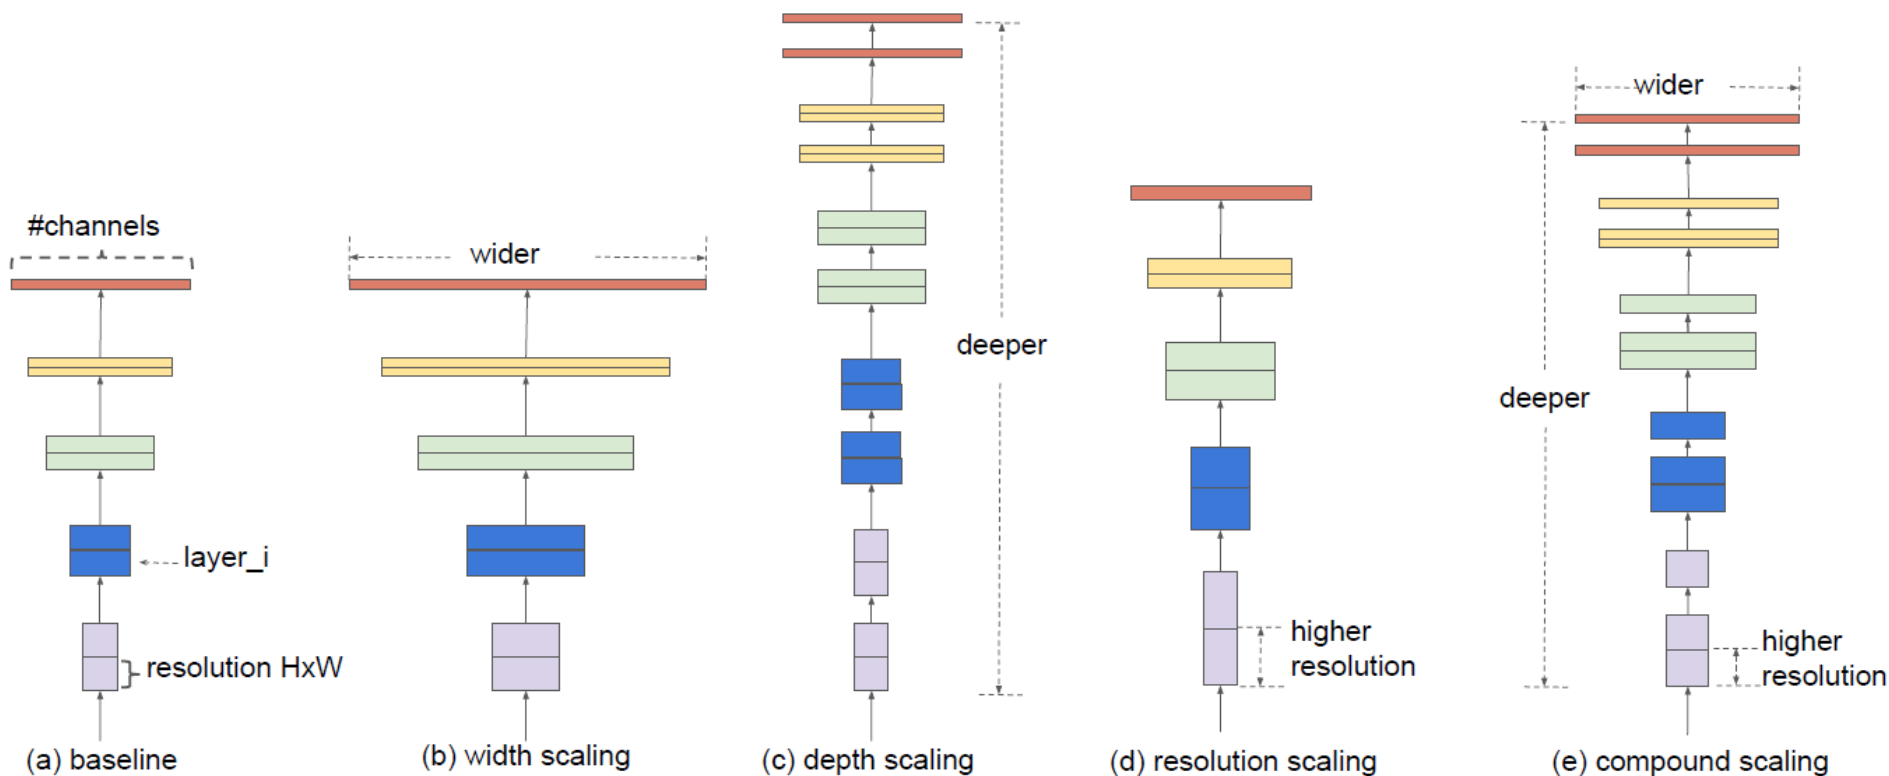 #channels
layer_i
resolution HxW
(a) baseline
wider
(b) width scaling
deeper
(c) depth scaling
higher
resolution
(d) resolution scaling
wider
deeper
higher
resolution
(e) compound scaling